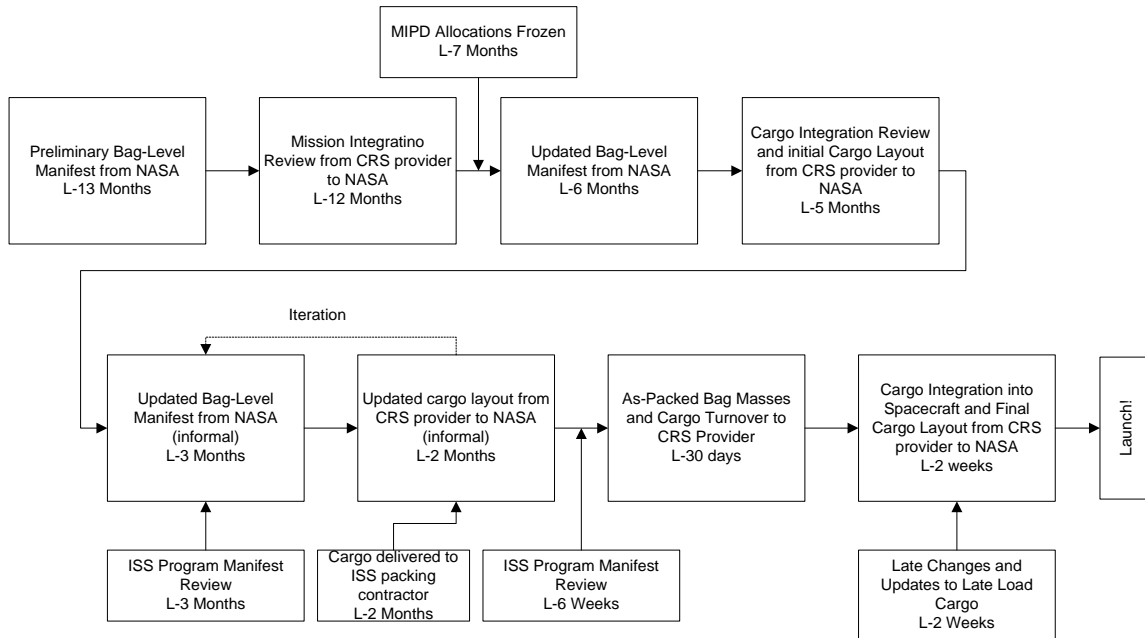 MIPD Allocations Frozen
L-7 Months
Preliminary Bag-Level
Manifest from NASA
L-13 Months
Mission Integratino
Review from CRS provider
to NASA
L-12 Months
Updated Bag-Level
Manifest from NASA
L-6 Months
Cargo Integration Review
and initial Cargo Layout
from CRS provider to
NASA
L-5 Months
Iteration
Updated Bag-Level
Manifest from NASA
(informal)
L-3 Months
Updated cargo layout from
CRS provider to NASA
(informal)
L-2 Months
As-Packed Bag Masses
and Cargo Turnover to
CRS Provider
L-30 days
Cargo Integration into
Spacecraft and Final
Cargo Layout from CRS
provider to NASA
L-2 weeks
Launch!
ISS Program Manifest
Review
L-3 Months
Cargo delivered to
ISS packing
contractor
L-2 Months
ISS Program Manifest
Review
L-6 Weeks
Late Changes and
Updates to Late Load
Cargo
L-2 Weeks